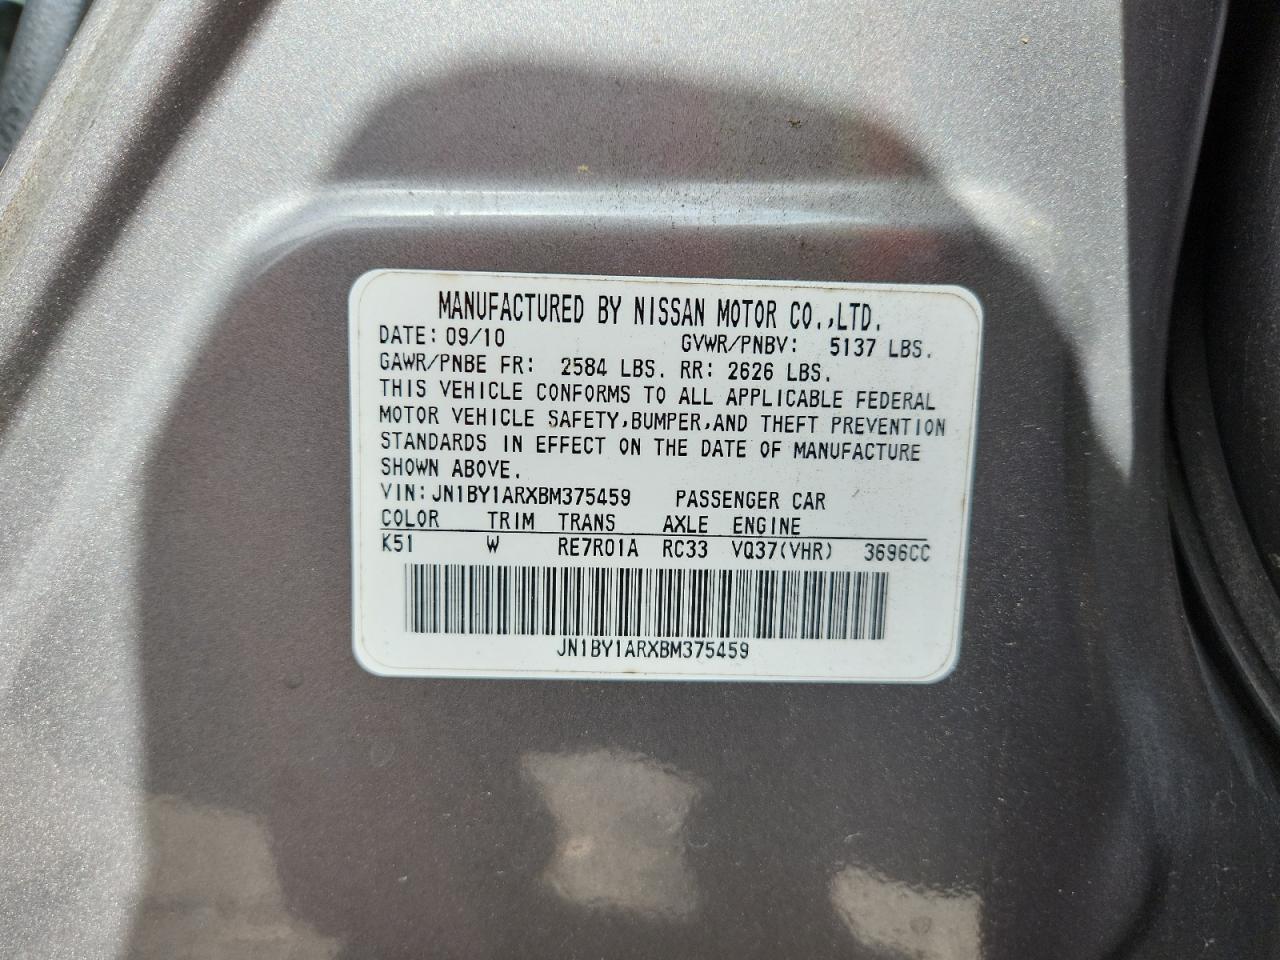 MANUFACTURED BY NISSAN MOTOR CO.,LTD.
DATE: 09/10 GVWR/PNBV: 5137 LBS.
GAWR/PNBE FR: 2584 LBS. RR: 2626 LBS.
THIS VEHICLE CONFORMS TO ALL APPLICABLE FEDERAL
MOTOR VEHICLE SAFETY,BUMPER,AND THEFT PREVENTION
STANDARDS IN EFFECT ON THE DATE OF MANUFACTURE
SHOWN ABOVE.
VIN: JN1BY1ARXBM375459 PASSENGER CAR
COLOR TRIM TRANS AXLE ENGINE
K51 W RE7R01A RC33 VQ37(VHR) 3696CC
JN1BY1ARXBM375459